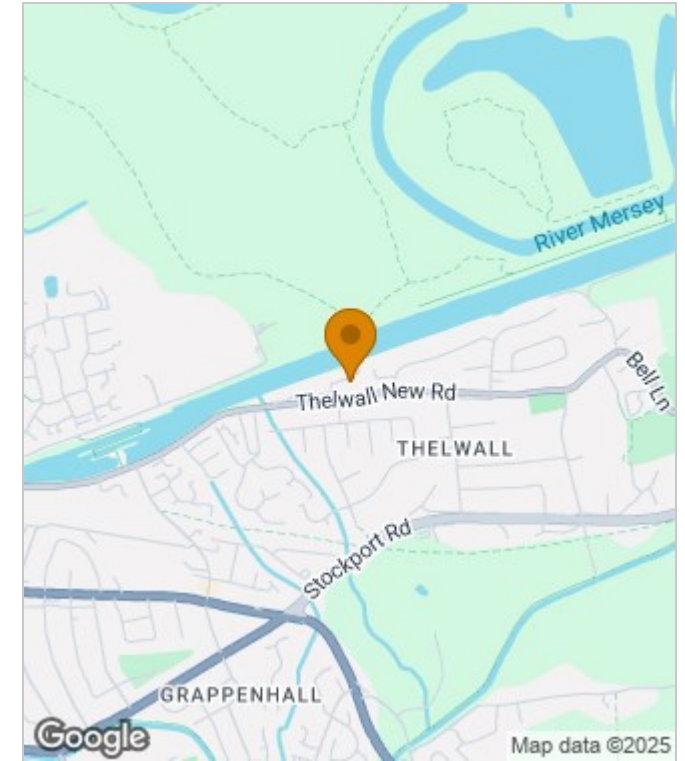 River Mersey
Thelwall New Rd
Bell Ln
THELWALL
Stockport Rd
GRAPPENHALL
Google
Map data ©2025